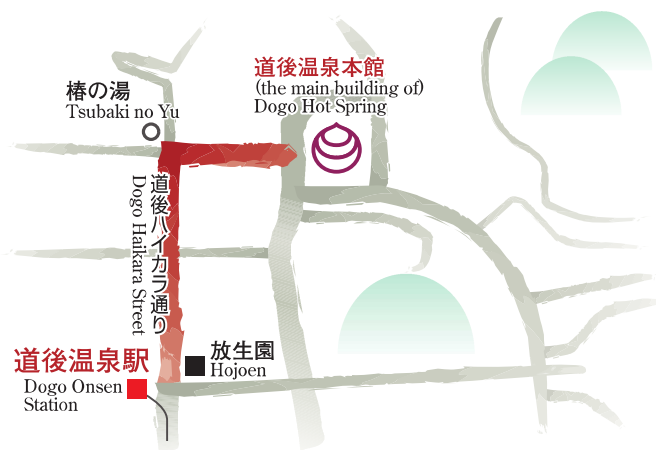 道後温泉本館
(the main building of)
Dogo Hot Spring
椿の湯
Tsubaki no Yu
道後ハイカラ通り
Dogo Haikara Street
放生園
Hojoen
道後温泉駅
Dogo Onsen
Station